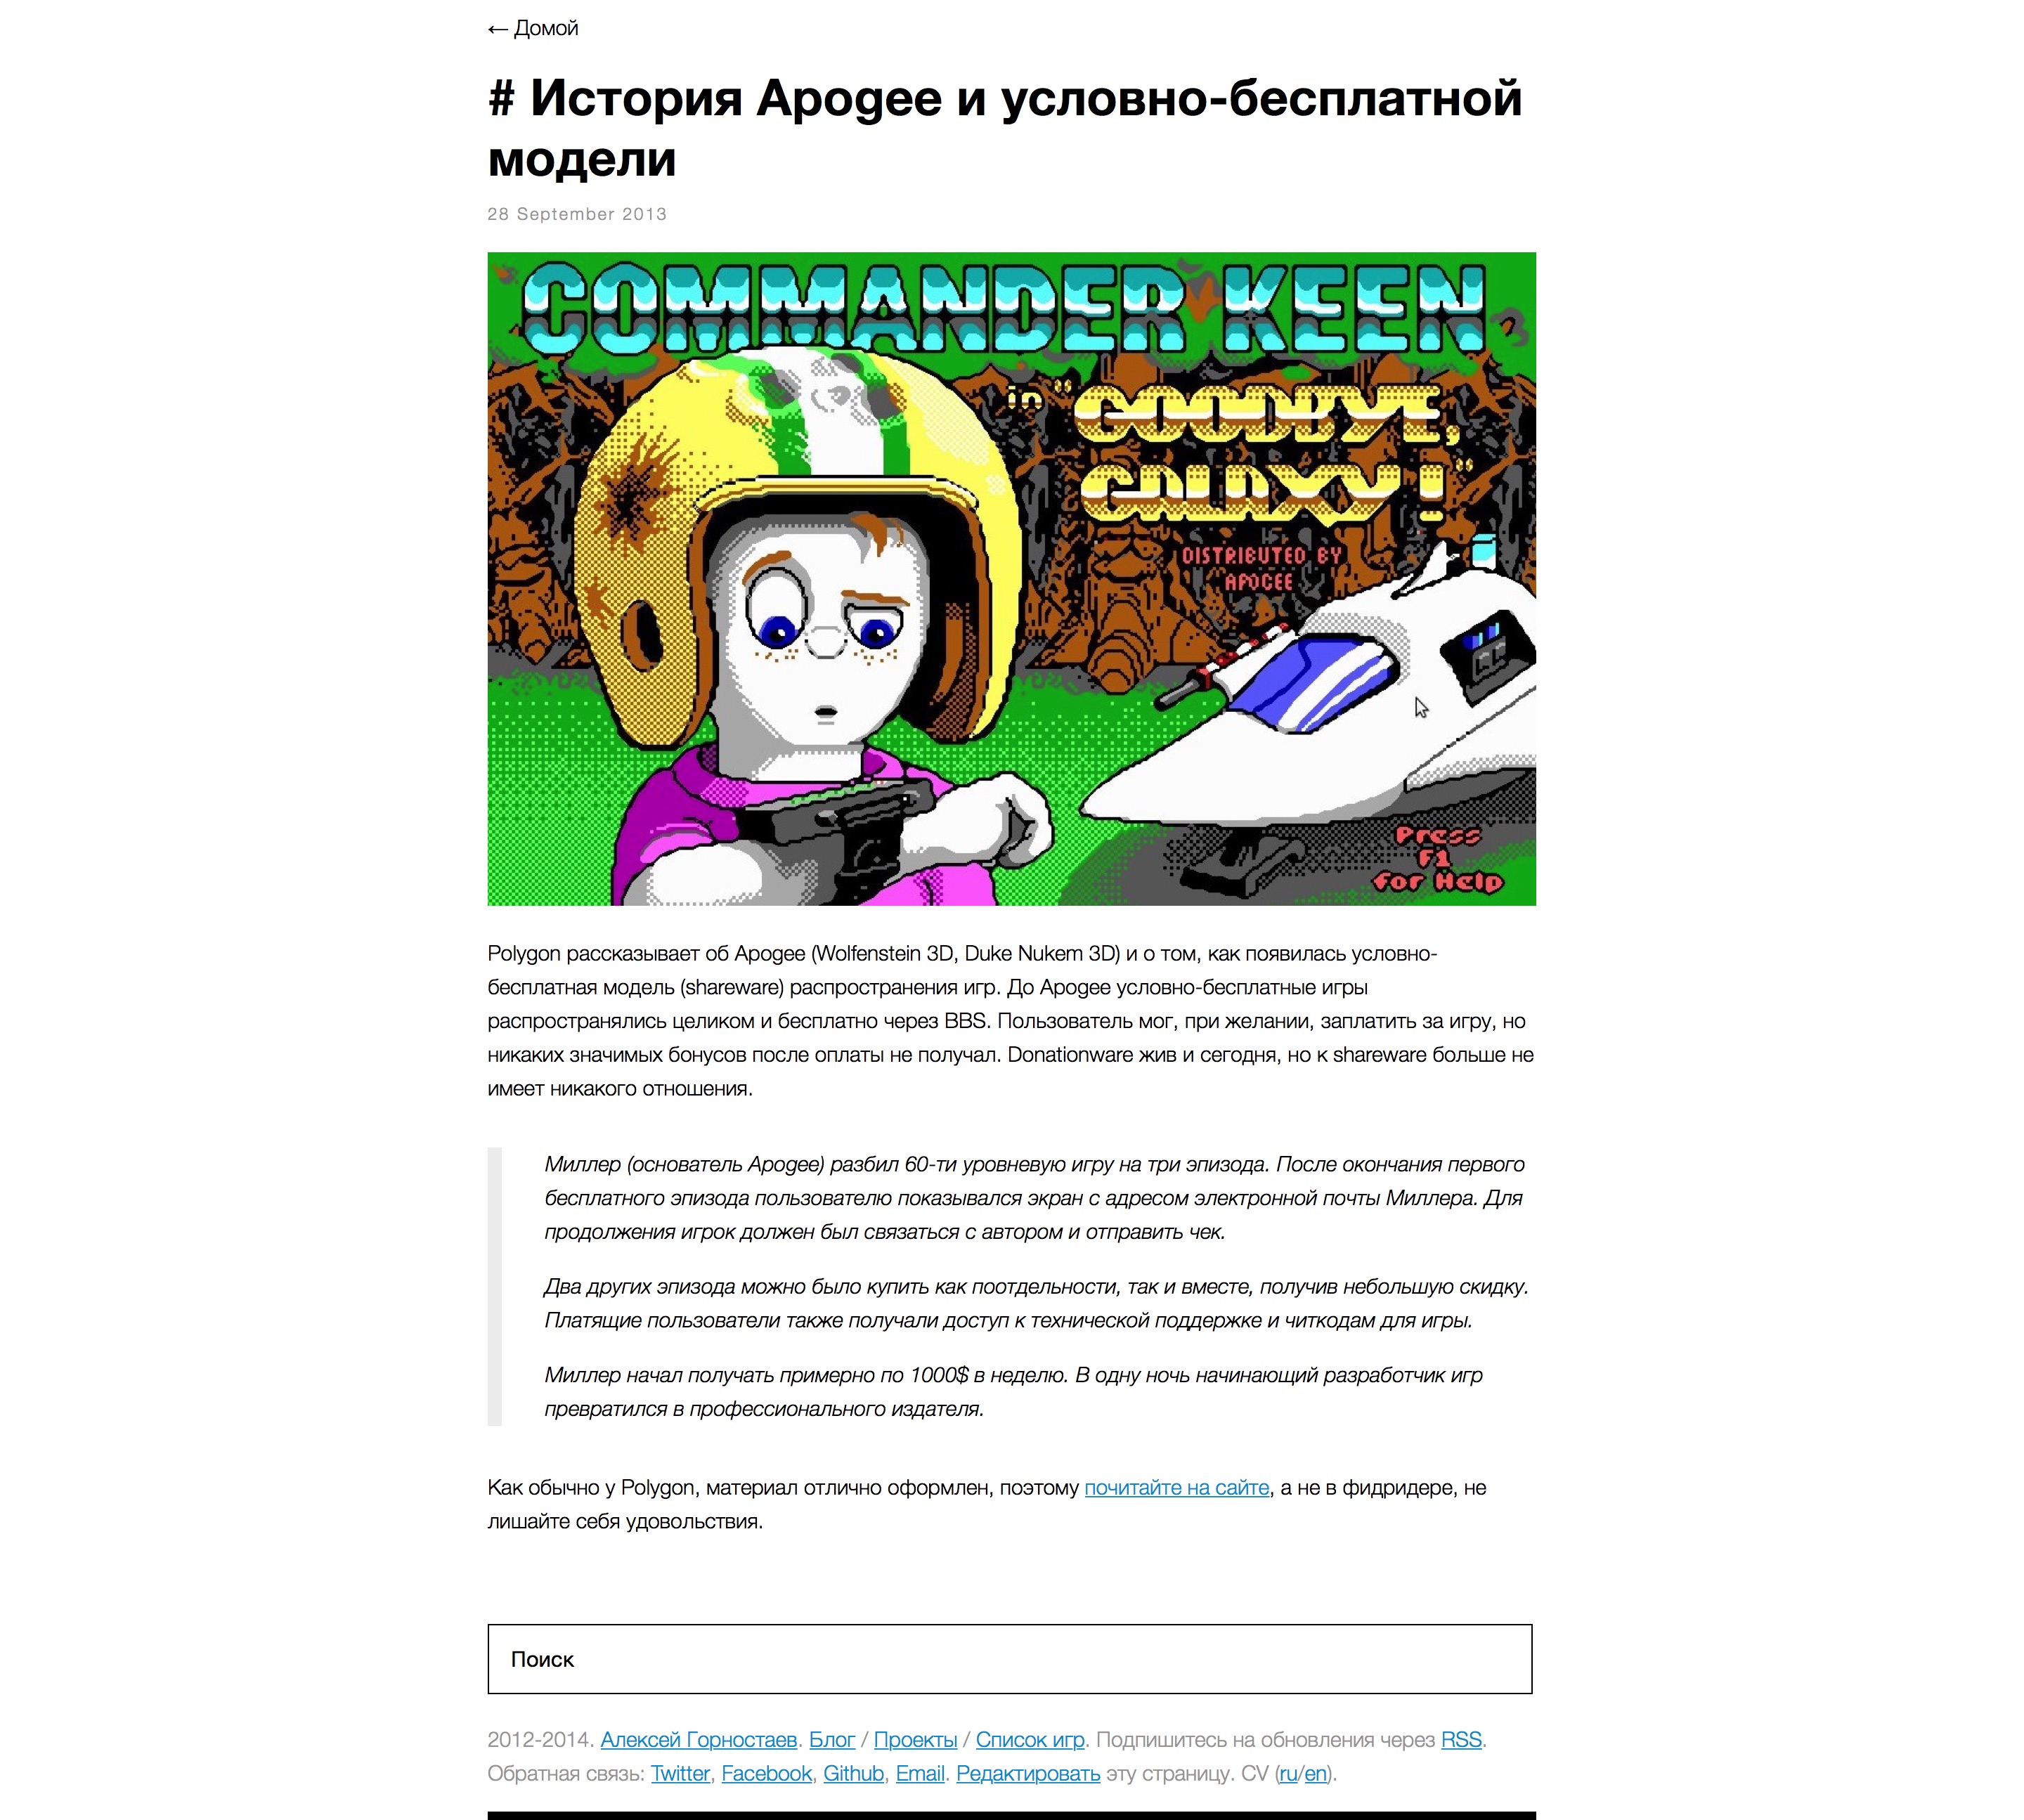 ← Домой
# История Apogee и условно-бесплатной
модели
28 September 2013
COMMANDER KEEN
in "GOODBYE,
GALAXY!"
DISTRIBUTED BY
APOGEE
Press
F1
for Help
Polygon рассказывает об Apogee (Wolfenstein 3D, Duke Nukem 3D) и о том, как появилась условно-
бесплатная модель (shareware) распространения игр. До Apogee условно-бесплатные игры
распространялись целиком и бесплатно через BBS. Пользователь мог, при желании, заплатить за игру, но
никаких значимых бонусов после оплаты не получал. Donationware жив и сегодня, но к shareware больше не
имеет никакого отношения.
Миллер (основатель Apogee) разбил 60-ти уровневую игру на три эпизода. После окончания первого
бесплатного эпизода пользователю показывался экран с адресом электронной почты Миллера. Для
продолжения игрок должен был связаться с автором и отправить чек.
Два других эпизода можно было купить как поотдельности, так и вместе, получив небольшую скидку.
Платящие пользователи также получали доступ к технической поддержке и читкодам для игры.
Миллер начал получать примерно по 1000$ в неделю. В одну ночь начинающий разработчик игр
превратился в профессионального издателя.
Как обычно у Polygon, материал отлично оформлен, поэтому почитайте на сайте, а не в фидридере, не
лишайте себя удовольствия.
Поиск
2012-2014. Алексей Горностаев. Блог / Проекты / Список игр. Подпишитесь на обновления через RSS.
Обратная связь: Twitter, Facebook, Github, Email. Редактировать эту страницу. CV (ru/en).